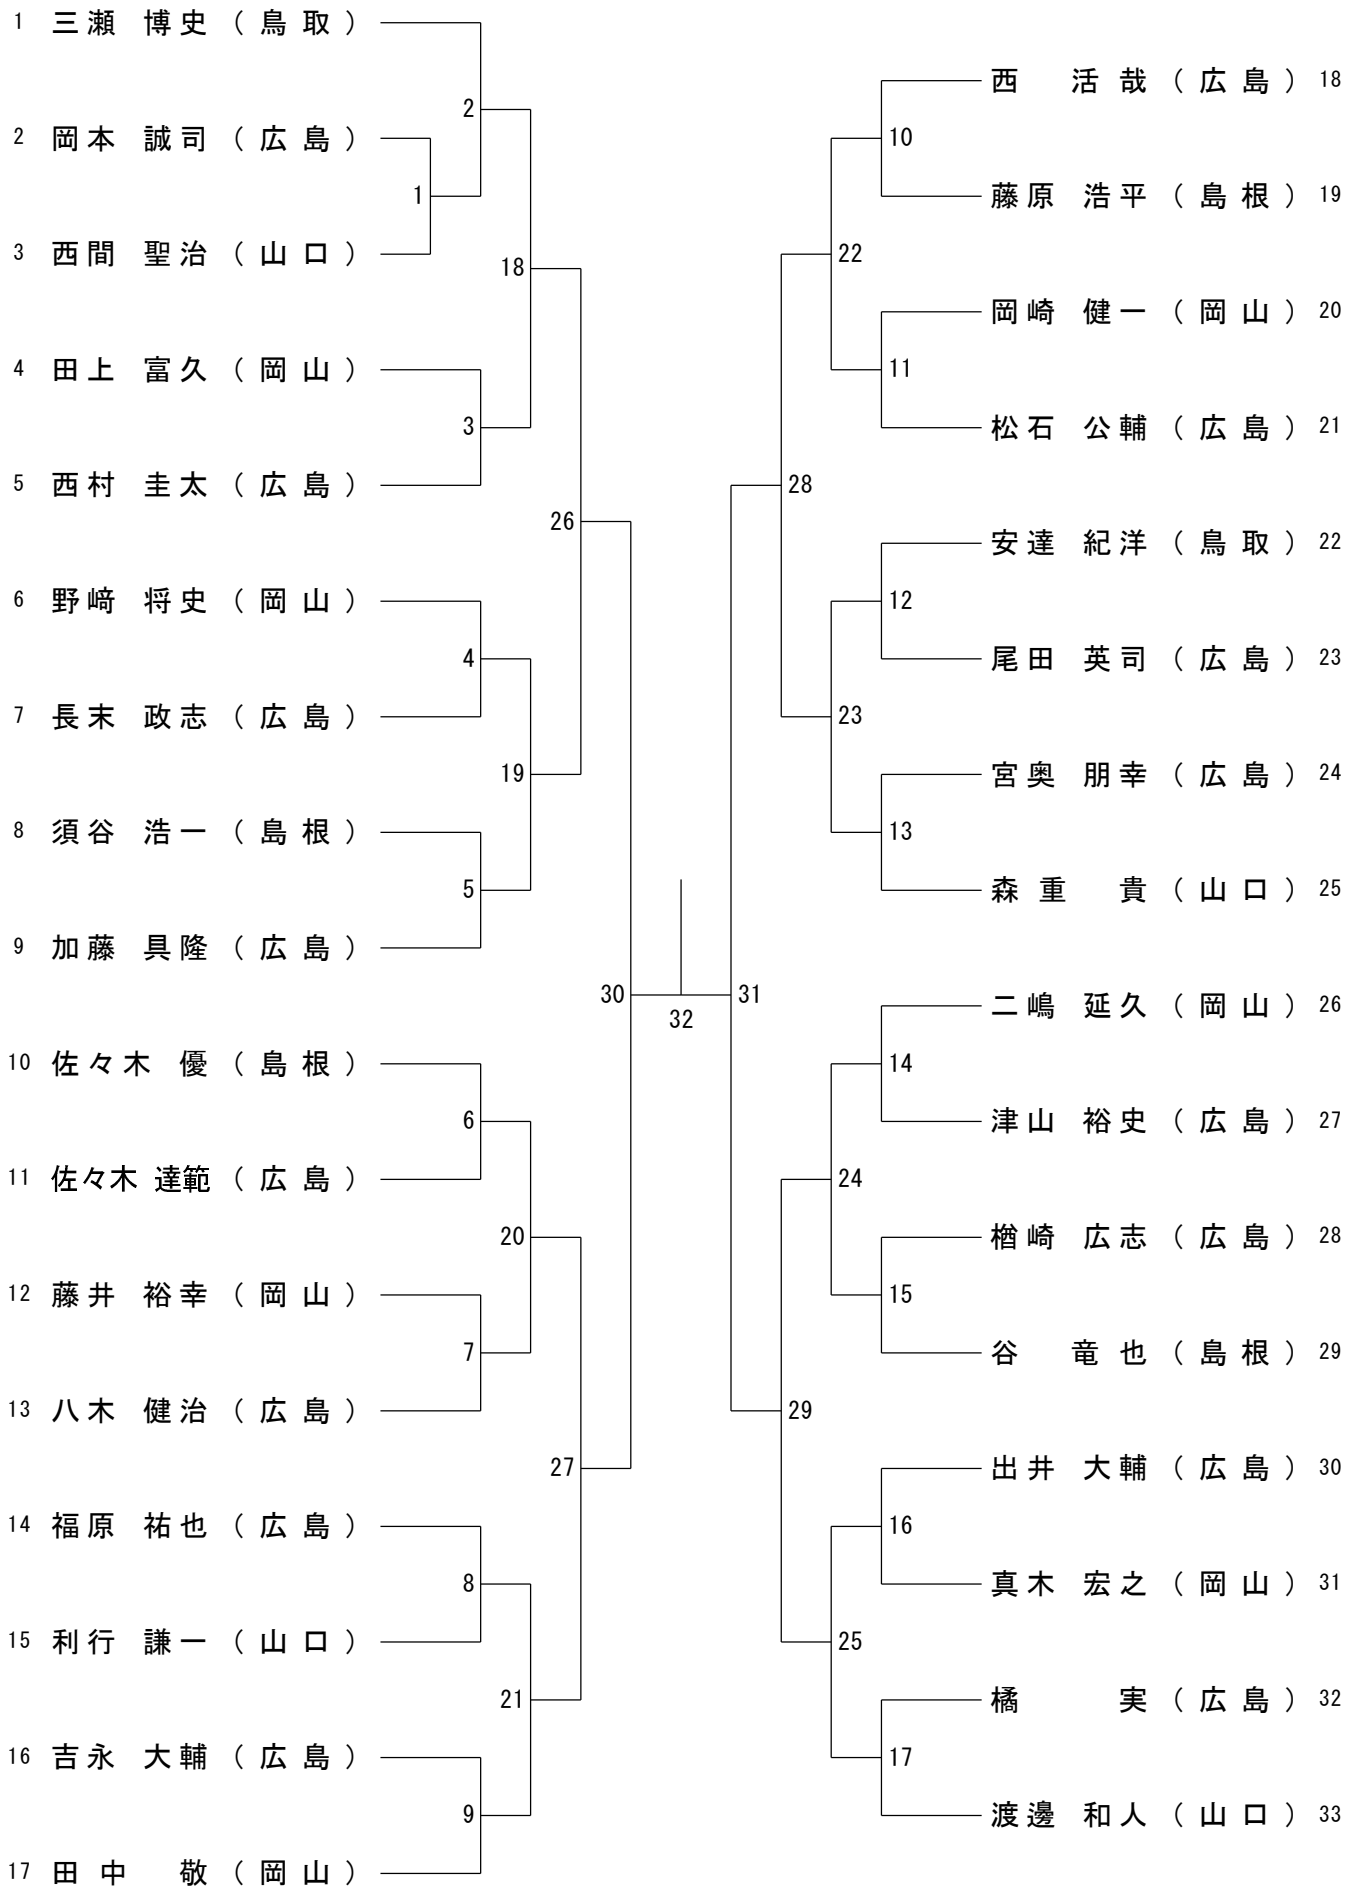 1 三瀬 博史 ( 鳥取 )
2 岡本 誠司 ( 広島 )
3 西間 聖治 ( 山口 )
4 田上 富久 ( 岡山 )
5 西村 圭太 ( 広島 )
6 野﨑 将史 ( 岡山 )
7 長末 政志 ( 広島 )
8 須谷 浩一 ( 島根 )
9 加藤 具隆 ( 広島 )
10 佐々木 優 ( 島根 )
11 佐々木 達範 ( 広島 )
12 藤井 裕幸 ( 岡山 )
13 八木 健治 ( 広島 )
14 福原 祐也 ( 広島 )
15 利行 謙一 ( 山口 )
16 吉永 大輔 ( 広島 )
17 田中 敬 ( 岡山 )
1
2
3
4
5
6
7
8
9
18
19
20
21
26
27
30
32
31
28
29
22
23
24
25
10
11
12
13
14
15
16
17
西 活哉 ( 広島 ) 18
藤原 浩平 ( 島根 ) 19
岡崎 健一 ( 岡山 ) 20
松石 公輔 ( 広島 ) 21
安達 紀洋 ( 鳥取 ) 22
尾田 英司 ( 広島 ) 23
宮奥 朋幸 ( 広島 ) 24
森重 貴 ( 山口 ) 25
二嶋 延久 ( 岡山 ) 26
津山 裕史 ( 広島 ) 27
楢崎 広志 ( 広島 ) 28
谷 竜也 ( 島根 ) 29
出井 大輔 ( 広島 ) 30
真木 宏之 ( 岡山 ) 31
橘 実 ( 広島 ) 32
渡邊 和人 ( 山口 ) 33